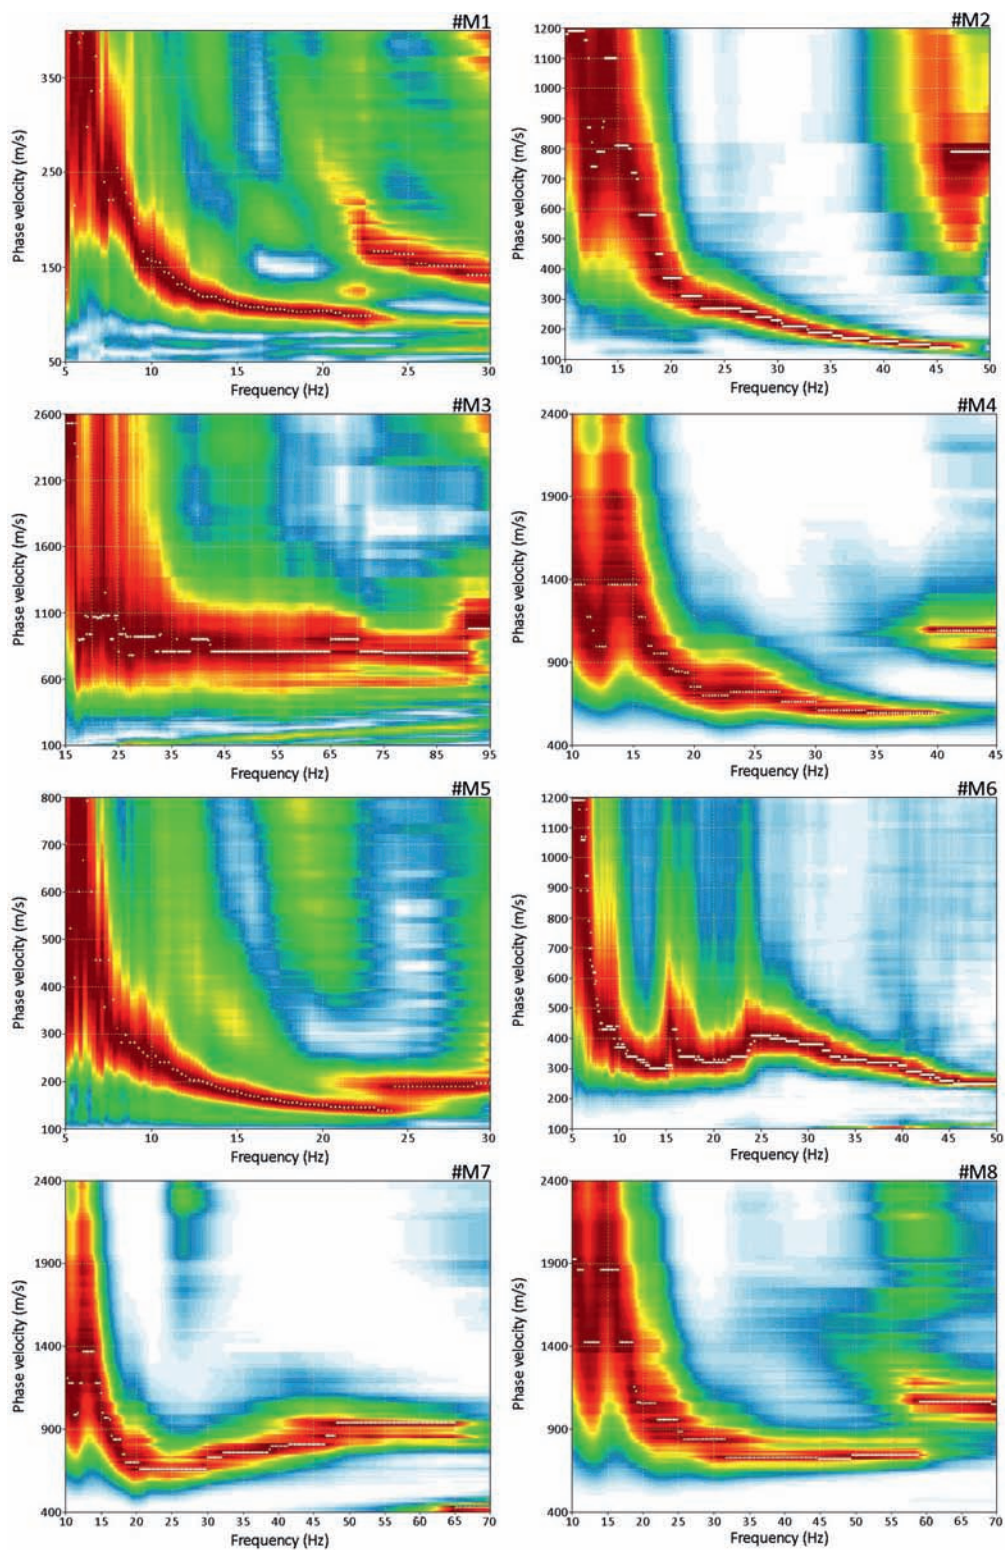 #M1
Phase velocity (m/s)
350
250
150
50
5 10 15 20 25 30
Frequency (Hz)
#M2
Phase velocity (m/s)
1200
1100
1000
900
800
700
600
500
400
300
200
100
10 15 20 25 30 35 40 45 50
Frequency (Hz)
#M3
Phase velocity (m/s)
2600
2100
1600
1100
600
100
15 25 35 45 55 65 75 85 95
Frequency (Hz)
#M4
Phase velocity (m/s)
2400
1900
1400
900
400
10 15 20 25 30 35 40 45
Frequency (Hz)
#M5
Phase velocity (m/s)
800
700
600
500
400
300
200
100
5 10 15 20 25 30
Frequency (Hz)
#M6
Phase velocity (m/s)
1200
1100
1000
900
800
700
600
500
400
300
200
100
5 10 15 20 25 30 35 40 45 50
Frequency (Hz)
#M7
Phase velocity (m/s)
2400
1900
1400
900
400
10 15 20 25 30 35 40 45 50 55 60 65 70
Frequency (Hz)
#M8
Phase velocity (m/s)
2400
1900
1400
900
400
10 15 20 25 30 35 40 45 50 55 60 65 70
Frequency (Hz)